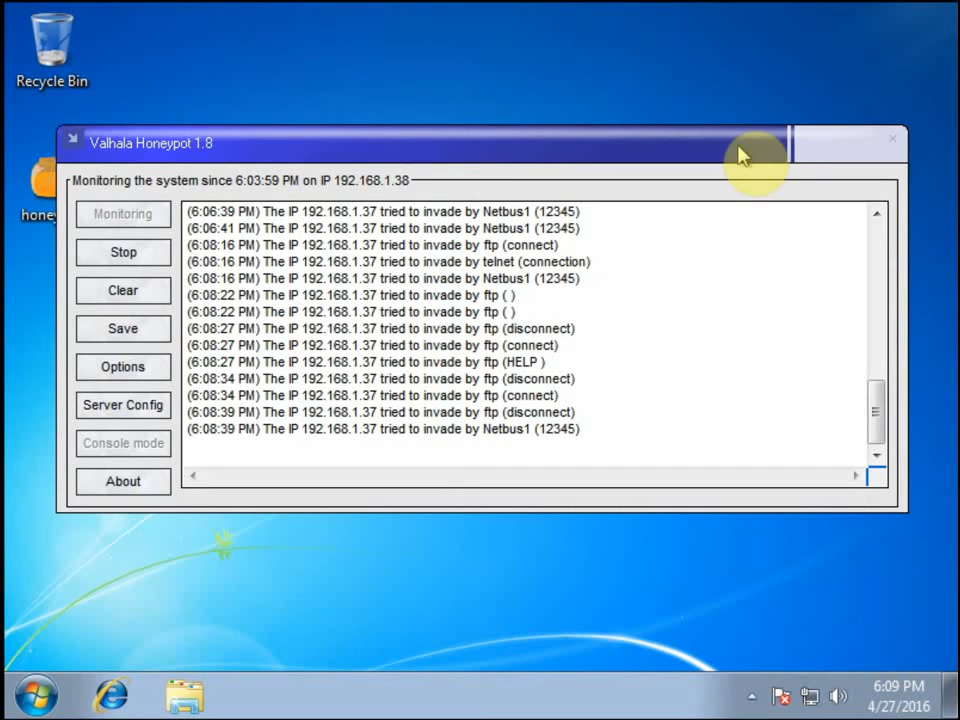 Recycle Bin
Valhala Honeypot 1.8
Monitoring the system since 6:03:59 PM on IP 192.168.1.38
honey
Monitoring
Stop
Clear
Save
Options
Server Config
Console mode
About
(6:06:39 PM) The IP 192.168.1.37 tried to invade by Netbus1 (12345)
(6:06:41 PM) The IP 192.168.1.37 tried to invade by Netbus1 (12345)
(6:08:16 PM) The IP 192.168.1.37 tried to invade by ftp (connect)
(6:08:16 PM) The IP 192.168.1.37 tried to invade by telnet (connection)
(6:08:16 PM) The IP 192.168.1.37 tried to invade by Netbus1 (12345)
(6:08:22 PM) The IP 192.168.1.37 tried to invade by ftp ( )
(6:08:22 PM) The IP 192.168.1.37 tried to invade by ftp ( )
(6:08:27 PM) The IP 192.168.1.37 tried to invade by ftp (disconnect)
(6:08:27 PM) The IP 192.168.1.37 tried to invade by ftp (connect)
(6:08:27 PM) The IP 192.168.1.37 tried to invade by ftp (HELP )
(6:08:34 PM) The IP 192.168.1.37 tried to invade by ftp (disconnect)
(6:08:34 PM) The IP 192.168.1.37 tried to invade by ftp (connect)
(6:08:39 PM) The IP 192.168.1.37 tried to invade by ftp (disconnect)
(6:08:39 PM) The IP 192.168.1.37 tried to invade by Netbus1 (12345)
6:09 PM
4/27/2016